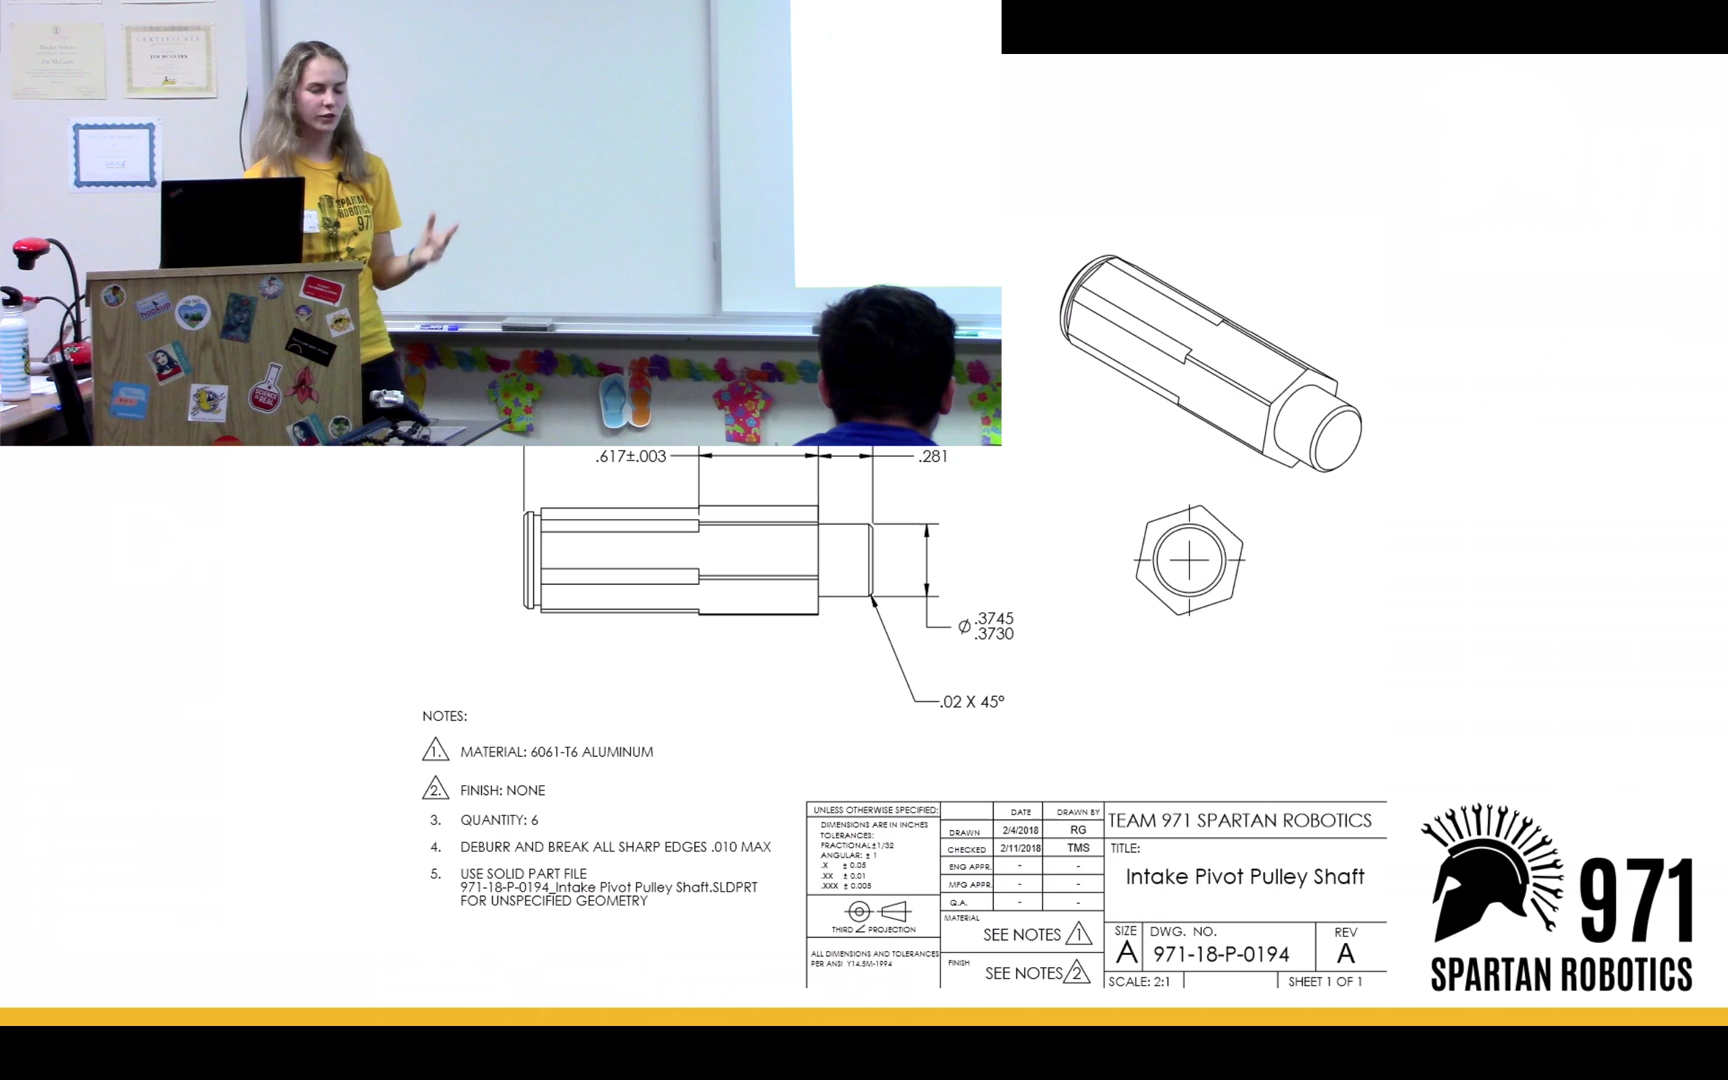 CERTIFICATE
SPARTAN
ROBOTICS
971
hookup
SCIENCE
IS
REAL
.617±.003
.281
Ø .3745
.3730
.02 X 45°
NOTES:
1. MATERIAL: 6061-T6 ALUMINUM
2. FINISH: NONE
3. QUANTITY: 6
4. DEBURR AND BREAK ALL SHARP EDGES .010 MAX
5. USE SOLID PART FILE
971-18-P-0194_Intake Pivot Pulley Shaft.SLDPRT
FOR UNSPECIFIED GEOMETRY
UNLESS OTHERWISE SPECIFIED:
DIMENSIONS ARE IN INCHES
TOLERANCES:
FRACTIONAL±1/32
ANGULAR: ± 1
.X ± 0.05
.XX ± 0.01
.XXX ± 0.005
THIRD ∠ PROJECTION
ALL DIMENSIONS AND TOLERANCES
PER ANSI Y14.5M-1994
DATE DRAWN BY
DRAWN 2/4/2018 RG
CHECKED 2/11/2018 TMS
ENG APPR. - -
MFG APPR. - -
Q.A. - -
MATERIAL
SEE NOTES 1
FINISH
SEE NOTES 2
TEAM 971 SPARTAN ROBOTICS
TITLE:
Intake Pivot Pulley Shaft
SIZE DWG. NO. REV
A 971-18-P-0194 A
SCALE: 2:1 SHEET 1 OF 1
971
SPARTAN ROBOTICS